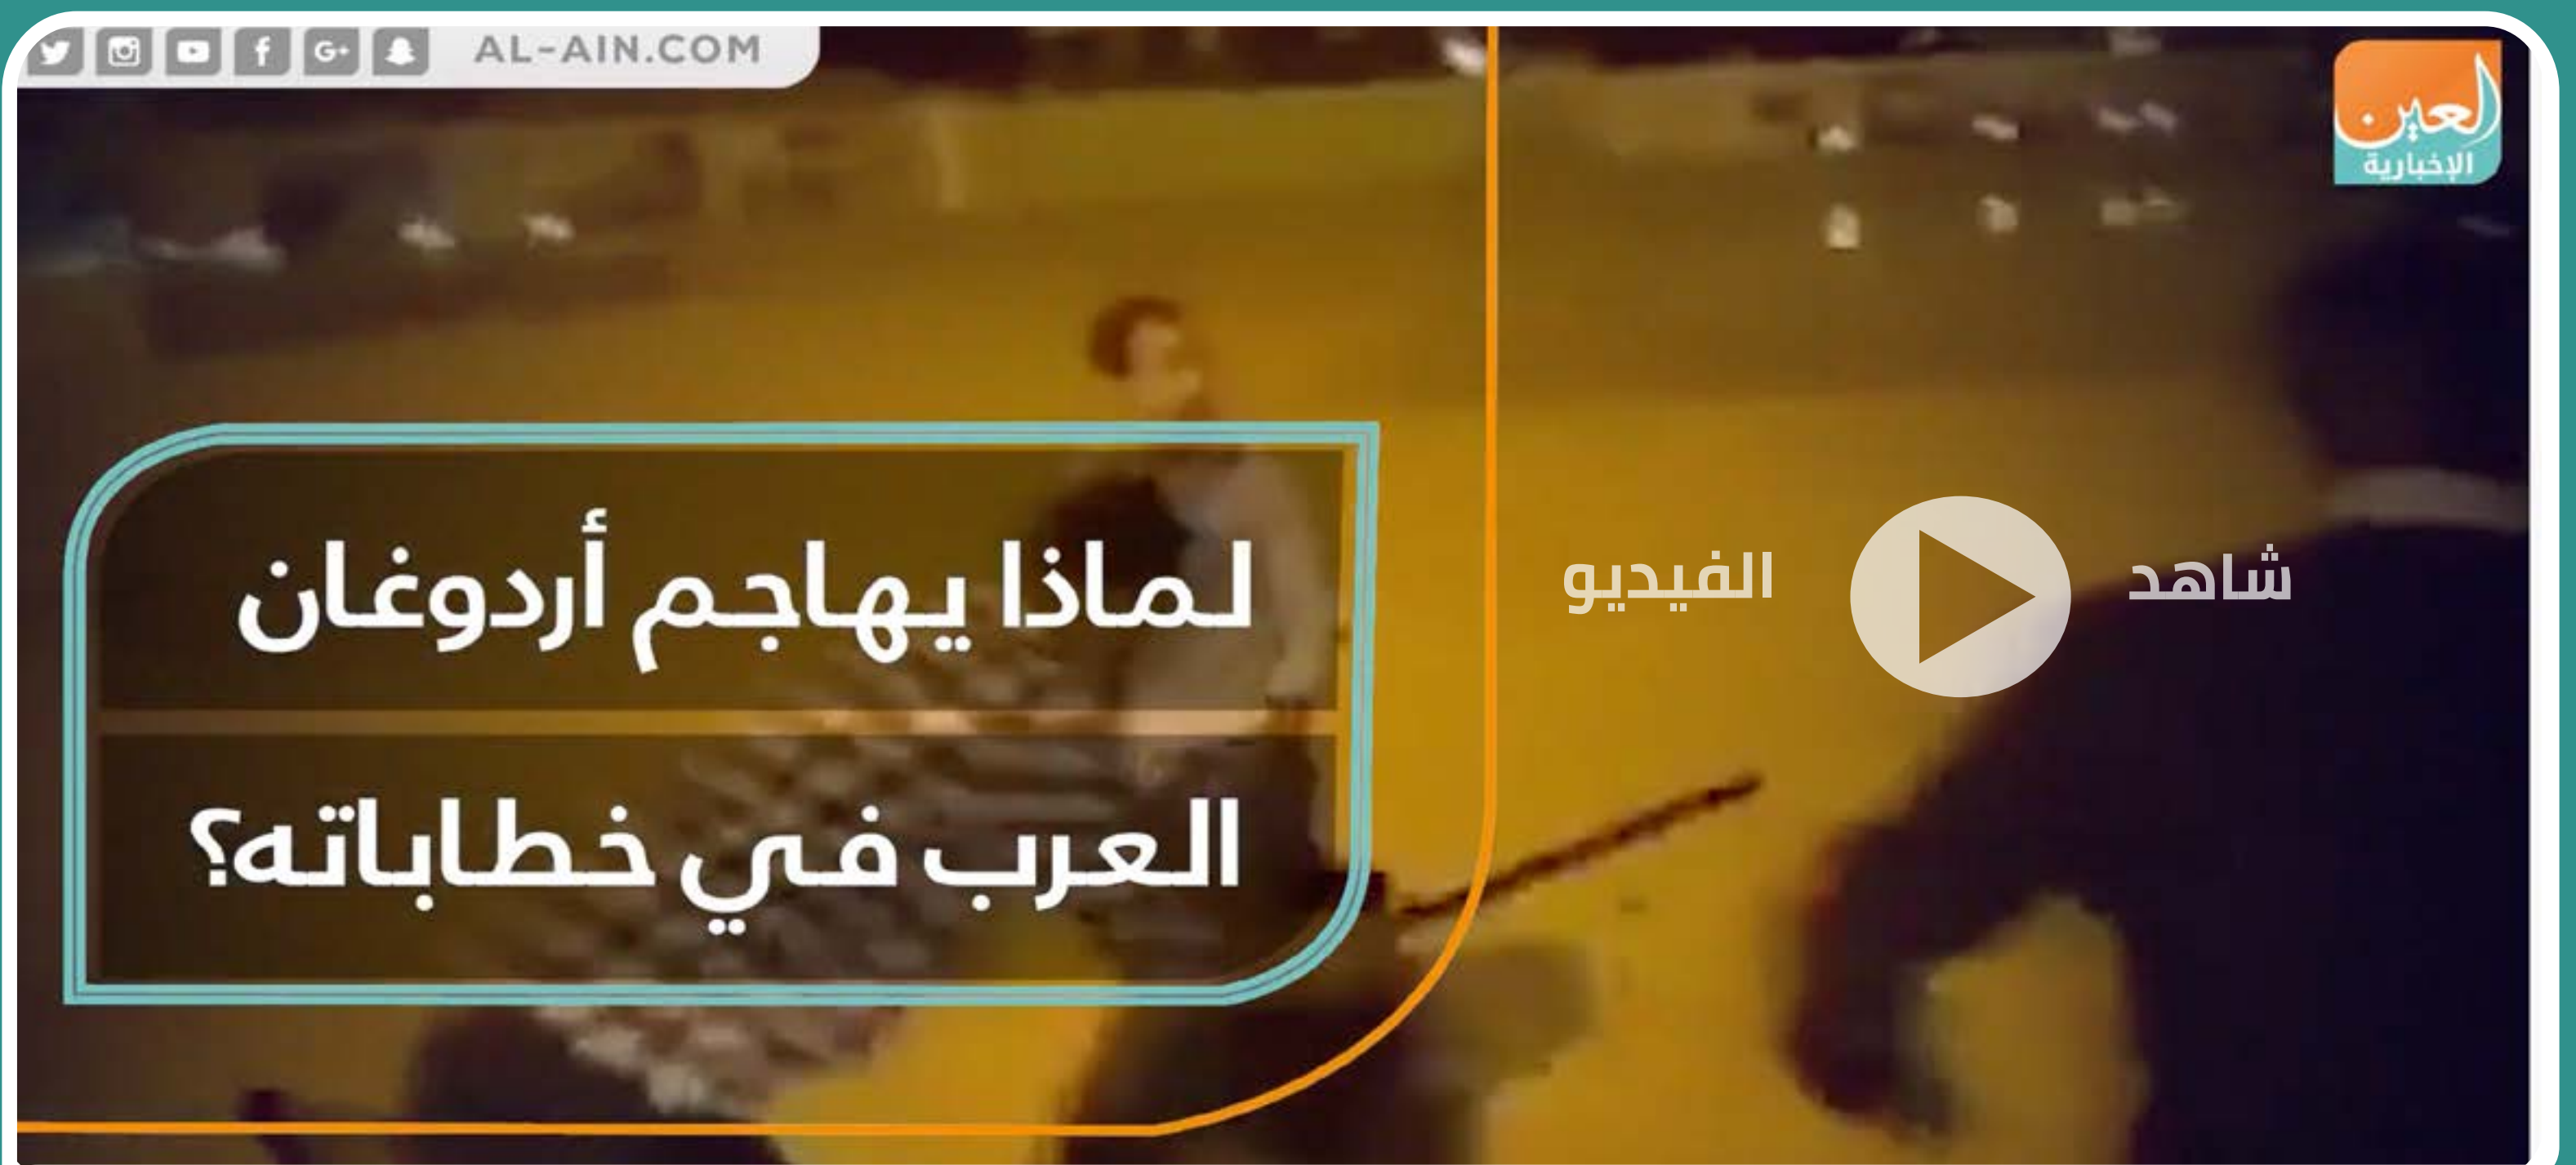 AL-AIN.COM
العين
الإخبارية
لماذا يهاجم أردوغان
العرب في خطاباته؟
شاهد الفيديو